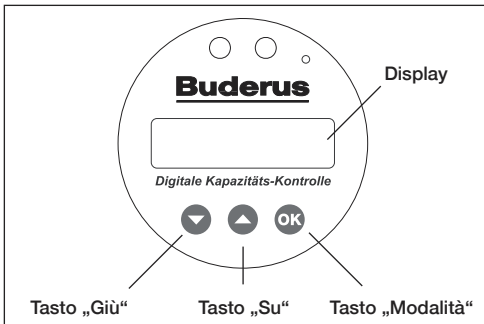 Buderus
Display
Digitale Kapazitäts-Kontrolle
OK
Tasto „Giù“
Tasto „Su“
Tasto „Modalità“